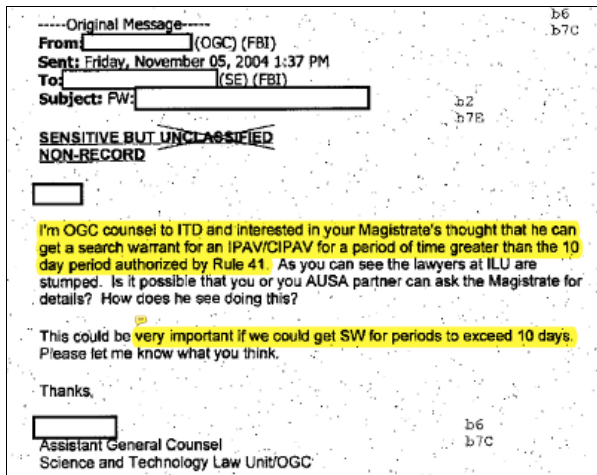 -----Original Message-----
b6
b7C
From: (OGC) (FBI)
Sent: Friday, November 05, 2004 1:37 PM
To: (SE) (FBI)
Subject: FW:
b2
b7E
SENSITIVE BUT UNCLASSIFIED
NON-RECORD
I'm OGC counsel to ITD and interested in your Magistrate's thought that he can
get a search warrant for an IPAV/CIPAV for a period of time greater than the 10
day period authorized by Rule 41. As you can see the lawyers at ILU are
stumped. Is it possible that you or you AUSA partner can ask the Magistrate for
details? How does he see doing this?
This could be very important if we could get SW for periods to exceed 10 days.
Please let me know what you think.
Thanks,
b6
b7C
Assistant General Counsel
Science and Technology Law Unit/OGC